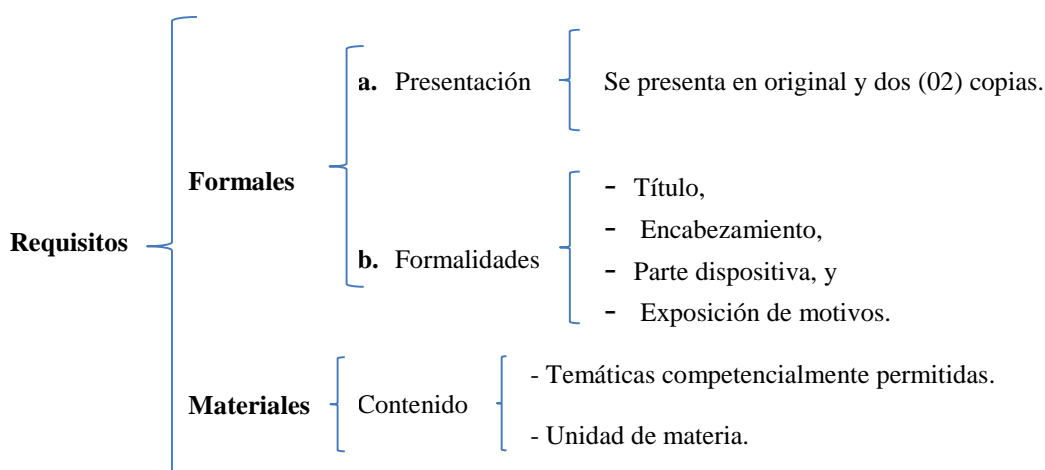 Requisitos
Formales
a. Presentación
Se presenta en original y dos (02) copias.
b. Formalidades
- Título,
- Encabezamiento,
- Parte dispositiva, y
- Exposición de motivos.
Materiales
Contenido
- Temáticas competencialmente permitidas.
- Unidad de materia.